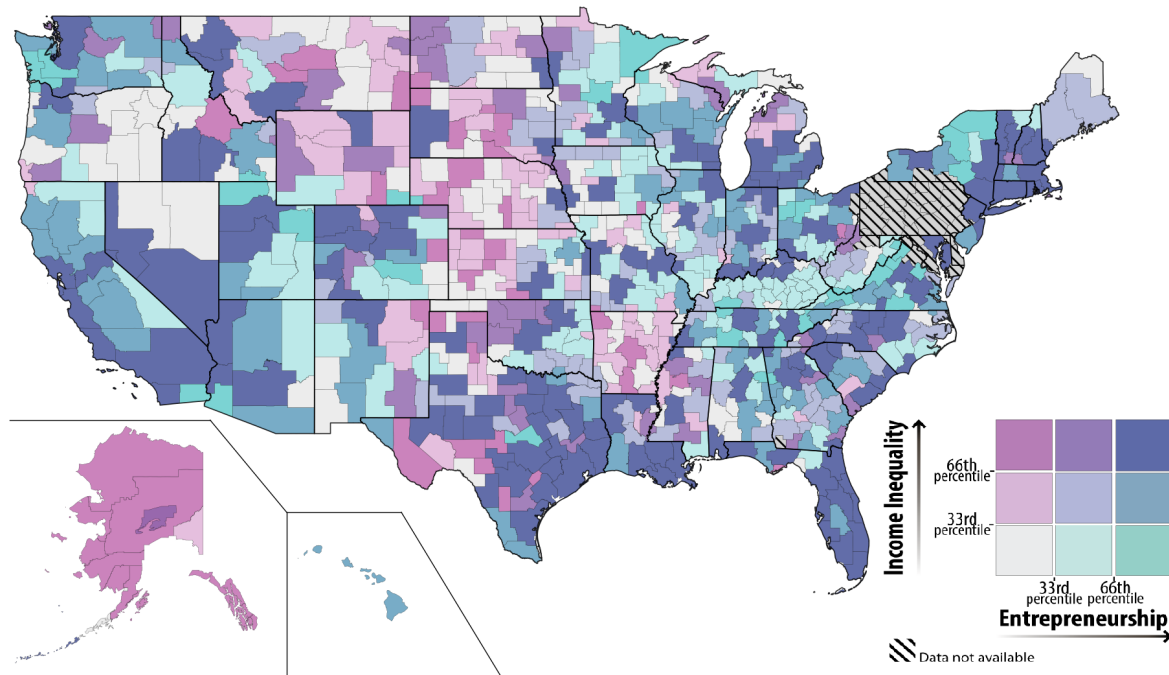 Income Inequality
66th
percentile
33rd
percentile
33rd
percentile
66th
percentile
Entrepreneurship
Data not available